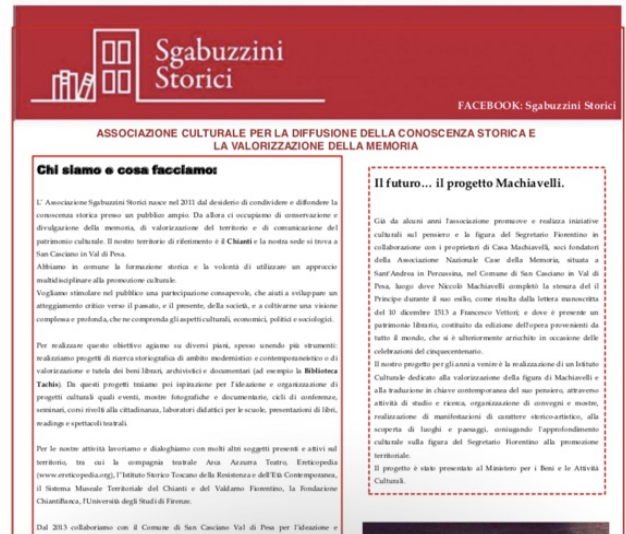 Sgabuzzini
Storici
FACEBOOK: Sgabuzzini Storici
ASSOCIAZIONE CULTURALE PER LA DIFFUSIONE DELLA CONOSCENZA STORICA E
LA VALORIZZAZIONE DELLA MEMORIA
Chi siamo e cosa facciamo:
L' Associazione Sgabuzzini Storici nasce nel 2011 dal desiderio di condividere e diffondere la
conoscenza storica presso un pubblico ampio. Da allora ci occupiamo di conservazione e
divulgazione della memoria, di valorizzazione del territorio e di comunicazione del
patrimonio culturale. Il nostro territorio di riferimento è il Chianti e la nostra sede si trova a
San Casciano in Val di Pesa.
Abbiamo in comune la formazione storica e la volontà di utilizzare un approccio
multidisciplinare alla promozione culturale.
Vogliamo stimolare nel pubblico una partecipazione consapevole, che aiuti a sviluppare un
atteggiamento critico verso il passato, e il presente, della società, e a coltivarne una visione
complessa e profonda, che ne comprenda gli aspetti culturali, economici, politici e sociologici.
Per realizzare questo obiettivo agiamo su diversi piani, spesso unendo più strumenti:
realizziamo progetti di ricerca storiografica di ambito modernistico e contemporaneistico o di
valorizzazione e tutela dei beni librari, archivistici e documentari (ad esempio la Biblioteca
Tachis). Da questi progetti traiamo poi ispirazione per l'ideazione e organizzazione di
progetti culturali quali eventi, mostre fotografiche e documentarie, cicli di conferenze,
seminari, corsi rivolti alla cittadinanza, laboratori didattici per le scuole, presentazioni di libri,
readings e spettacoli teatrali.
Per le nostre attività lavoriamo e dialoghiamo con molti altri soggetti presenti e attivi sul
territorio, tra cui la compagnia teatrale Arca Azzurra Teatro, Ereticopedia
(www.ereticopedia.org), l'Istituto Storico Toscano della Resistenza e dell'Età Contemporanea,
il Sistema Museale Territoriale del Chianti e del Valdarno Fiorentino, la Fondazione
ChiantiBanca, l'Università degli Studi di Firenze.
Dal 2013 collaboriamo con il Comune di San Casciano Val di Pesa per l'ideazione e
Il futuro… il progetto Machiavelli.
Già da alcuni anni l'associazione promuove e realizza iniziative
culturali sul pensiero e la figura del Segretario Fiorentino in
collaborazione con i proprietari di Casa Machiavelli, soci fondatori
della Associazione Nazionale Case della Memoria, situata a
Sant'Andrea in Percussina, nel Comune di San Casciano in Val di
Pesa, luogo dove Niccolò Machiavelli completò la stesura del il
Principe durante il suo esilio, come risulta dalla lettera manoscritta
del 10 dicembre 1513 a Francesco Vettori; e dove è presente un
patrimonio librario, costituito da edizione dell'opera provenienti da
tutto il mondo, che si è ulteriormente arricchito in occasione delle
celebrazioni del cinquecentenario.
Il nostro progetto per gli anni a venire è la realizzazione di un Istituto
Culturale dedicato alla valorizzazione della figura di Machiavelli e
alla traduzione in chiave contemporanea del suo pensiero, attraverso
attività di studio e ricerca, organizzazione di convegni e mostre,
realizzazione di manifestazioni di carattere storico-artistico, alla
scoperta di luoghi e paesaggi, coniugando l'approfondimento
culturale sulla figura del Segretario Fiorentino alla promozione
territoriale.
Il progetto è stato presentato al Ministero per i Beni e le Attività
Culturali.